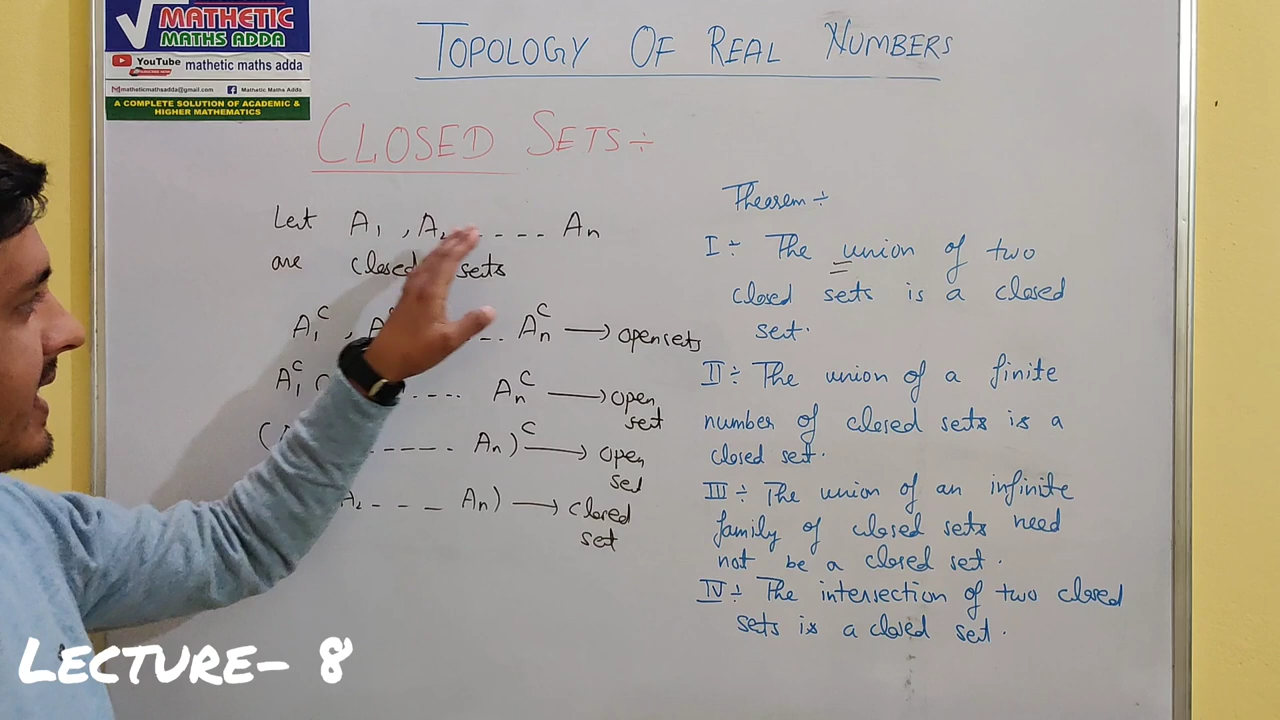 MATHETIC
MATHS ADDA
YouTube
SUBSCRIBE NOW
mathetic maths adda
matheticmathsadda@gmail.com
Mathetic Maths Adda
A COMPLETE SOLUTION OF ACADEMIC &
HIGHER MATHEMATICS
TOPOLOGY OF REAL NUMBERS
CLOSED SETS÷
Let A₁, A₂ - - - - An
are closed sets
A₁ᶜ, A ... Anᶜ → open sets
A₁ᶜ .... Anᶜ → open
set
( ----- An)ᶜ → open
set
A₂ - - - An) → closed
set
Theorem ÷
I ÷ The union of two
closed sets is a closed
set.
II ÷ The union of a finite
number of closed sets is a
closed set.
III ÷ The union of an infinite
family of closed sets need
not be a closed set.
IV ÷ The intersection of two closed
sets is a closed set.
LECTURE- 8